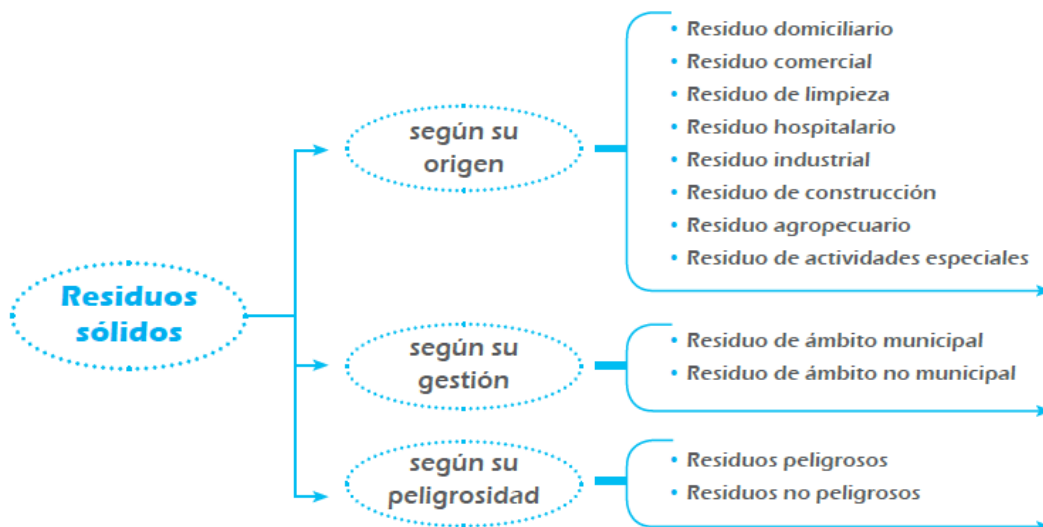 Residuos
sólidos
según su
origen
• Residuo domiciliario
• Residuo comercial
• Residuo de limpieza
• Residuo hospitalario
• Residuo industrial
• Residuo de construcción
• Residuo agropecuario
• Residuo de actividades especiales
según su
gestión
• Residuo de ámbito municipal
• Residuo de ámbito no municipal
según su
peligrosidad
• Residuos peligrosos
• Residuos no peligrosos